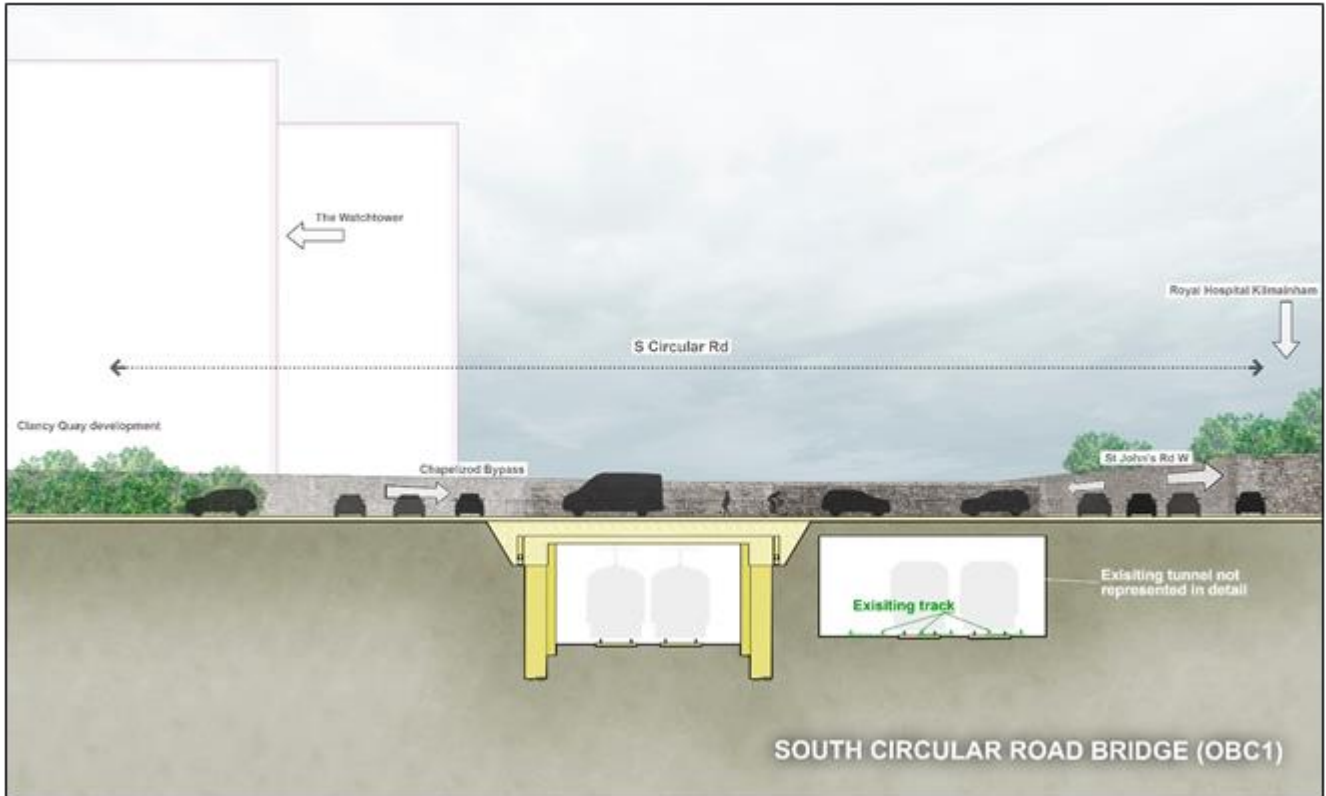 The Watchtower
Royal Hospital Kilmainham
S Circular Rd
Clancy Quay development
Chapelizod Bypass
St John's Rd W
Exisiting tunnel not
represented in detail
Exisiting track
SOUTH CIRCULAR ROAD BRIDGE (OBC1)